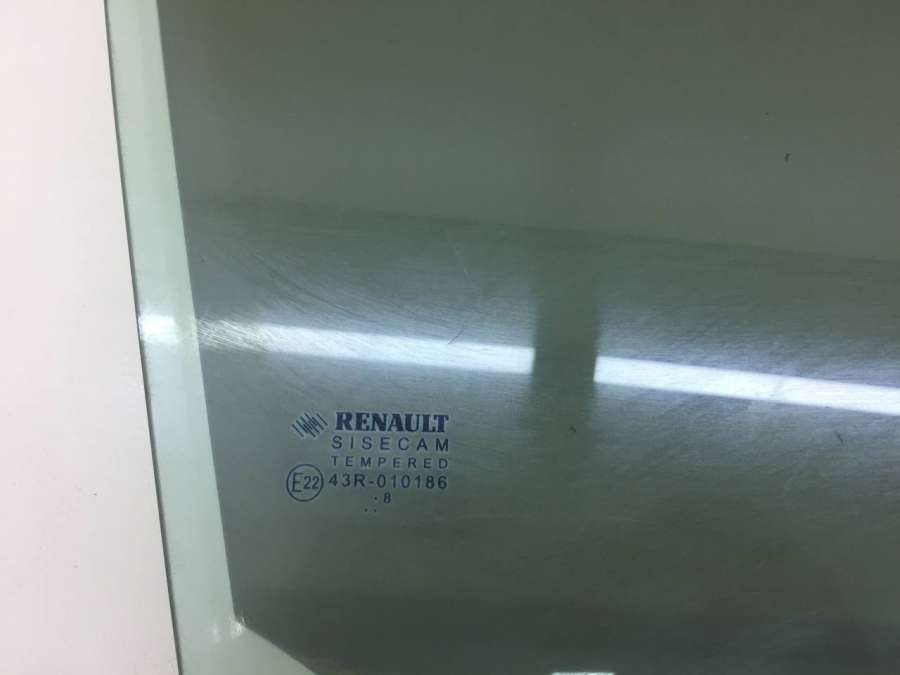 RENAULT
SISECAM
TEMPERED
E22 43R-010186
.8
..